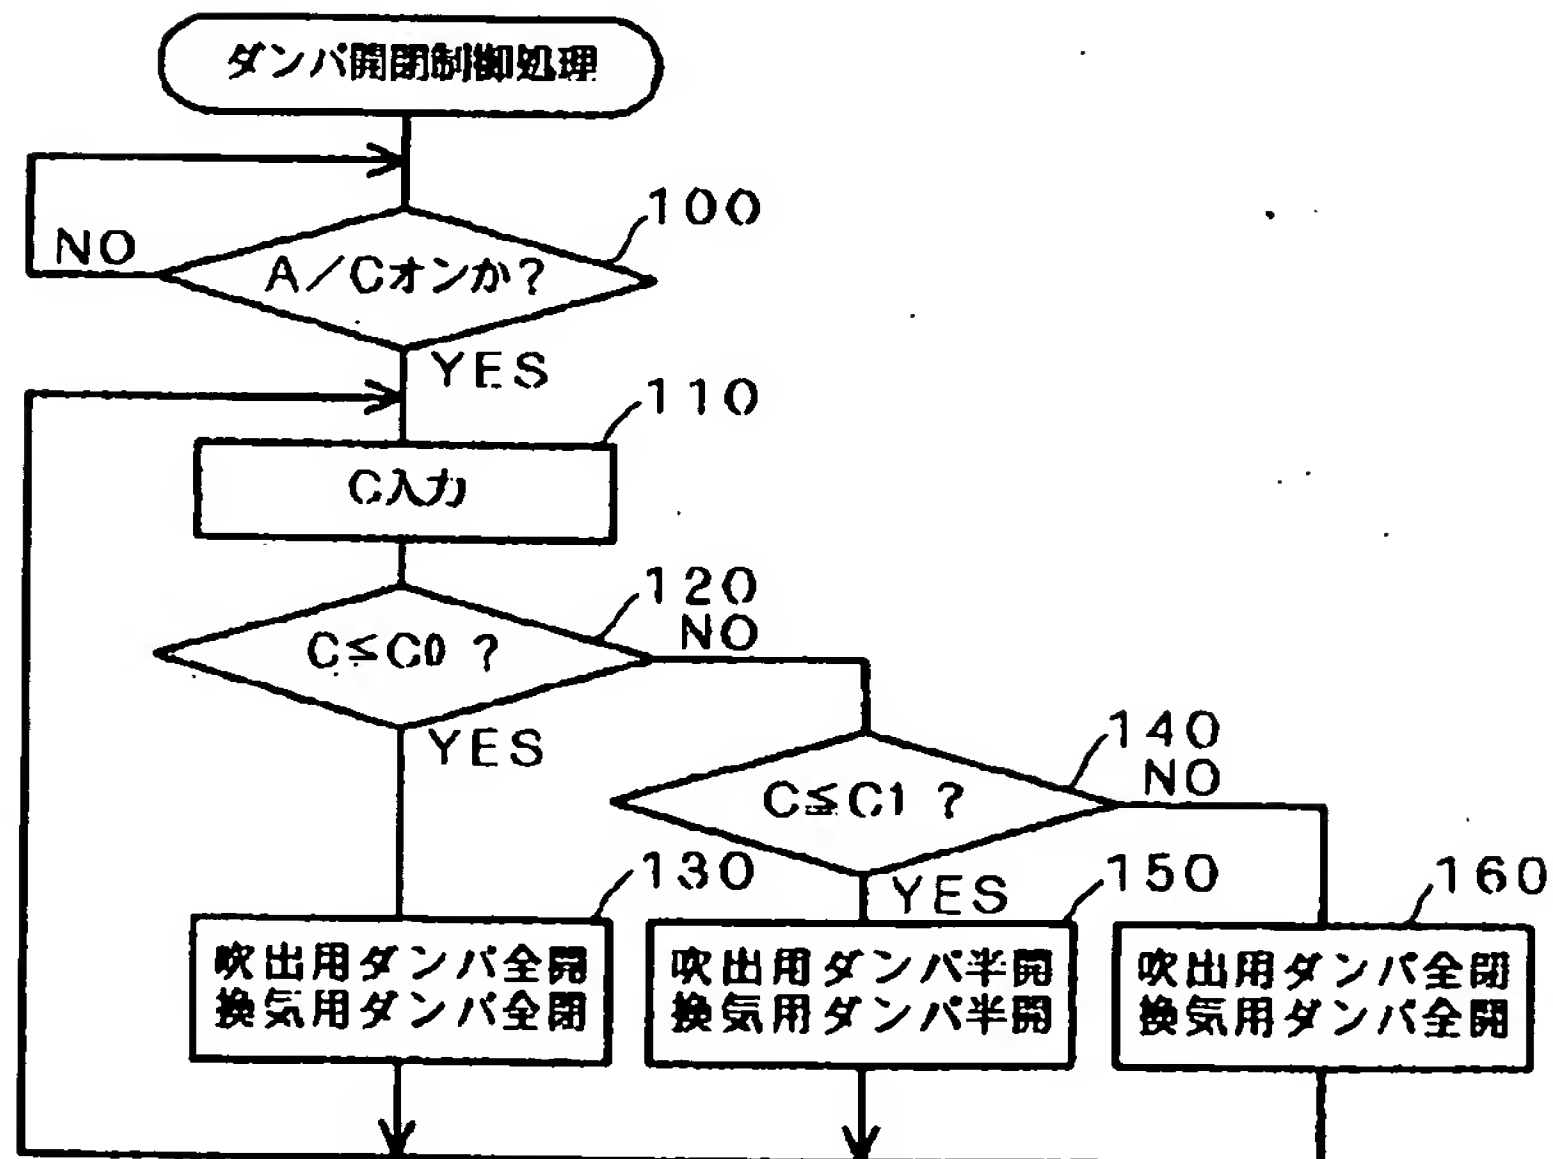 ダンパ開閉制御処理
100
NO
A/Cオンか?
YES
110
C入力
120
NO
C≦C0 ?
YES
140
NO
C≦C1 ?
130
YES
150
160
吹出用ダンパ全開
換気用ダンパ全閉
吹出用ダンパ半開
換気用ダンパ半開
吹出用ダンパ全閉
換気用ダンパ全開